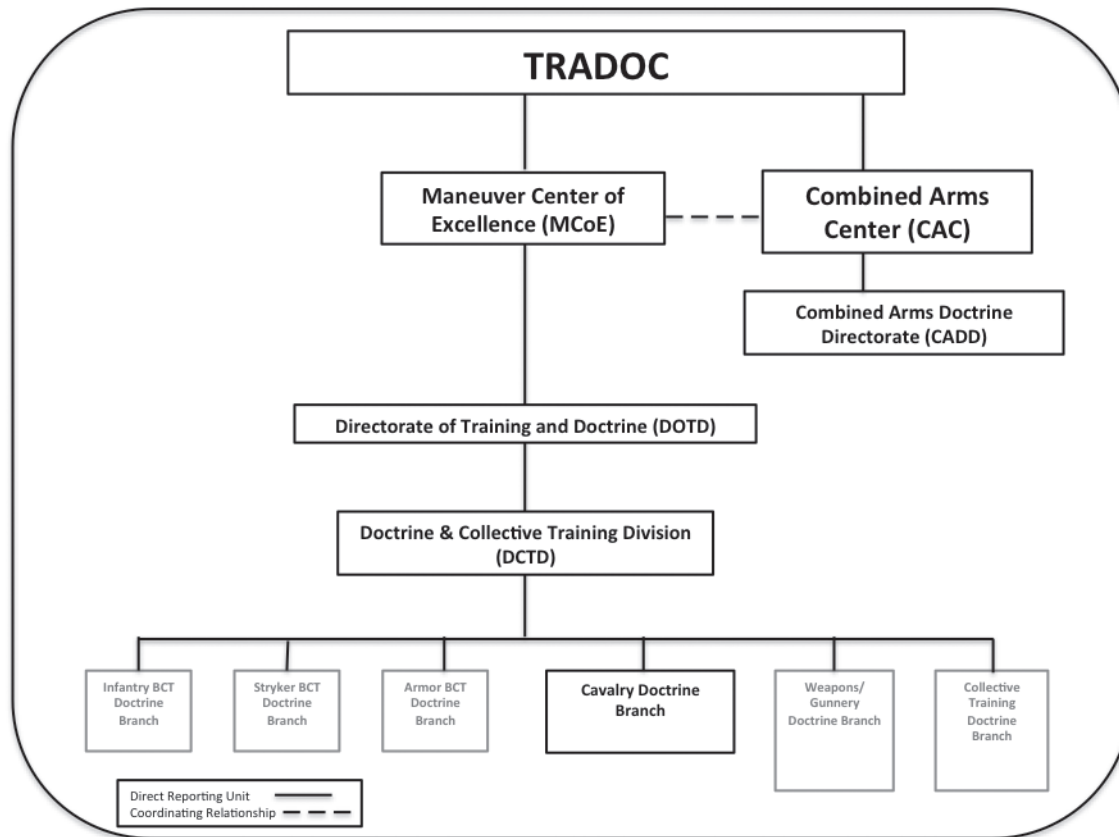 TRADOC
Maneuver Center of
Excellence (MCoE)
Combined Arms
Center (CAC)
Combined Arms Doctrine
Directorate (CADD)
Directorate of Training and Doctrine (DOTD)
Doctrine & Collective Training Division
(DCTD)
Infantry BCT
Doctrine
Branch
Stryker BCT
Doctrine
Branch
Armor BCT
Doctrine
Branch
Cavalry Doctrine
Branch
Weapons/
Gunnery
Doctrine Branch
Collective
Training
Doctrine
Branch
Direct Reporting Unit
Coordinating Relationship